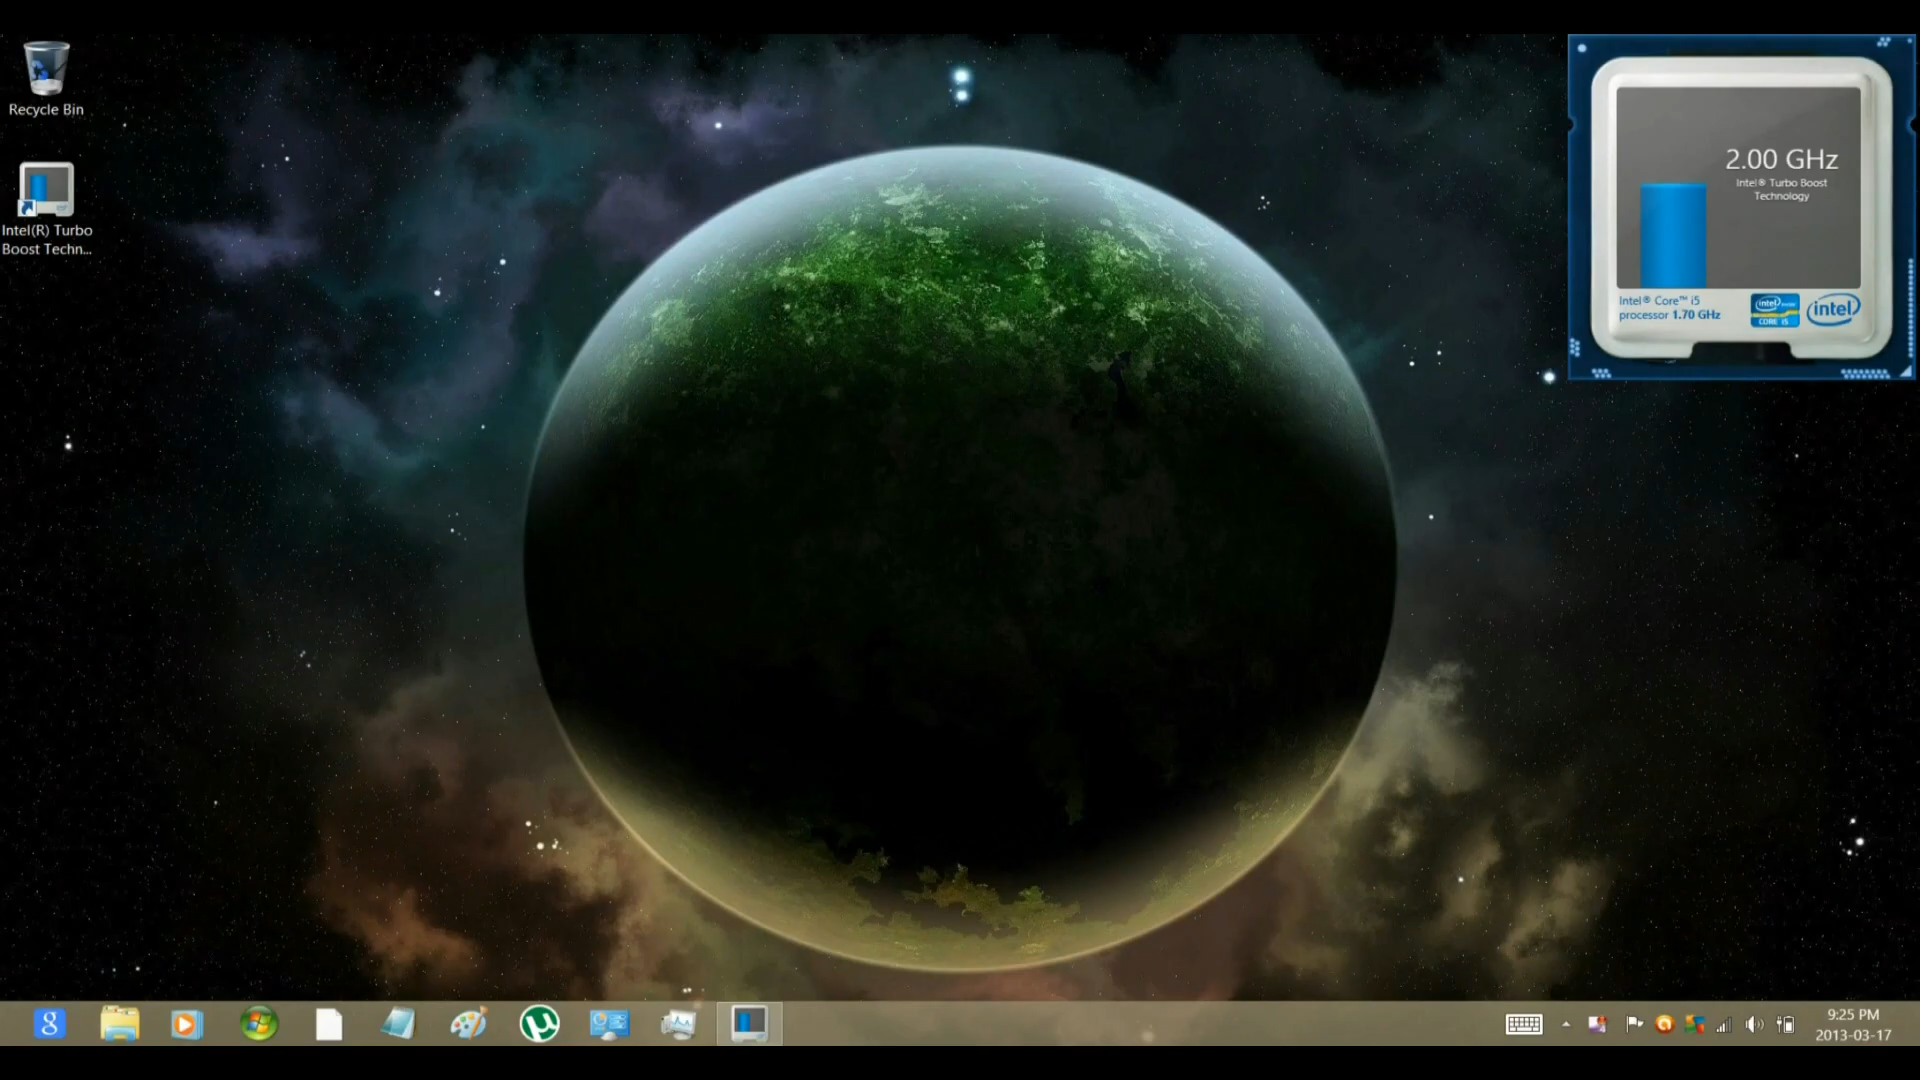 Recycle Bin
Intel(R) Turbo
Boost Techn...
2.00 GHz
Intel® Turbo Boost
Technology
Intel® Core™ i5
processor 1.70 GHz
intel
CORE i5
intel
g
µ
9:25 PM
2013-03-17